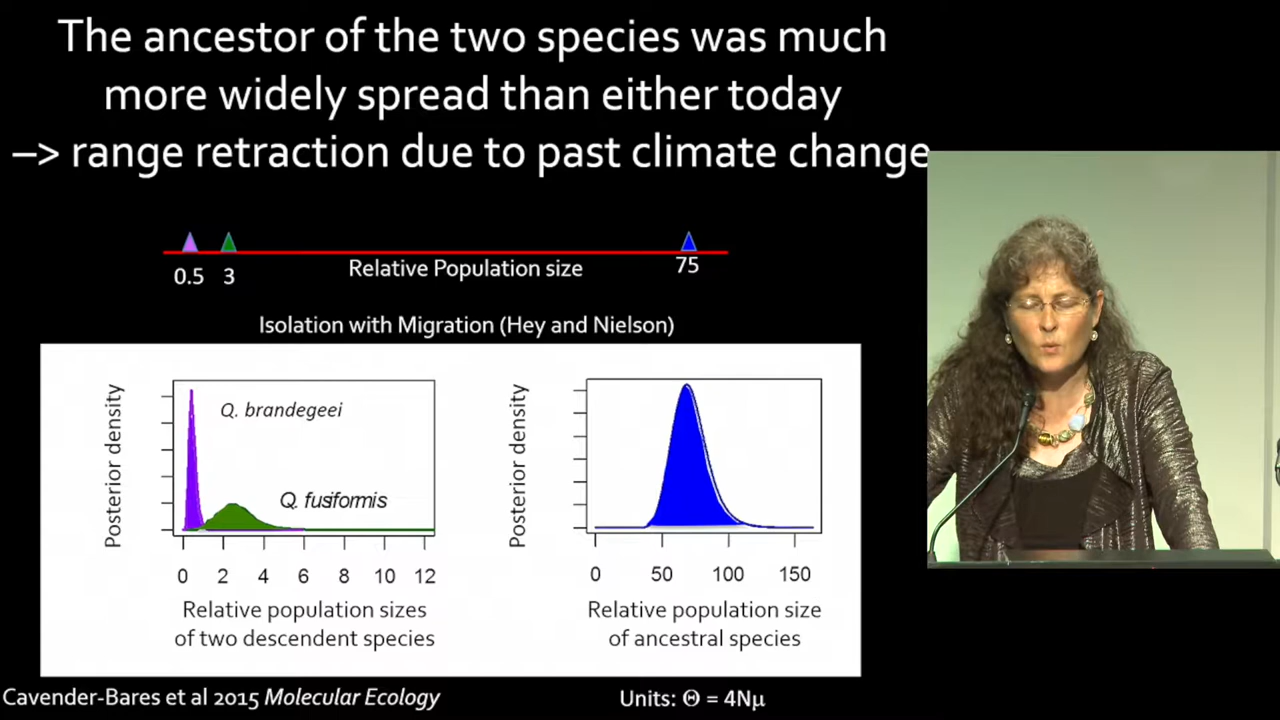 The ancestor of the two species was much
more widely spread than either today
–> range retraction due to past climate change
0.5 3 75
Relative Population size
Isolation with Migration (Hey and Nielson)
Posterior density
Q. brandegeei
Q. fusiformis
0 2 4 6 8 10 12
Relative population sizes
of two descendent species
Posterior density
0 50 100 150
Relative population size
of ancestral species
Cavender-Bares et al 2015 Molecular Ecology
Units: Θ = 4Nμ